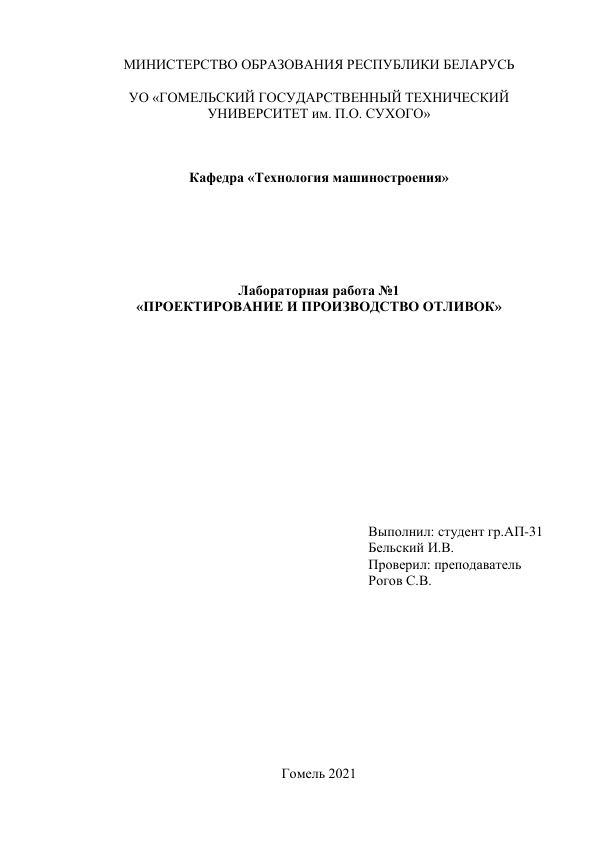 МИНИСТЕРСТВО ОБРАЗОВАНИЯ РЕСПУБЛИКИ БЕЛАРУСЬ
УО «ГОМЕЛЬСКИЙ ГОСУДАРСТВЕННЫЙ ТЕХНИЧЕСКИЙ
УНИВЕРСИТЕТ им. П.О. СУХОГО»
Кафедра «Технология машиностроения»
Лабораторная работа №1
«ПРОЕКТИРОВАНИЕ И ПРОИЗВОДСТВО ОТЛИВОК»
Выполнил: студент гр.АП-31
Бельский И.В.
Проверил: преподаватель
Рогов С.В.
Гомель 2021